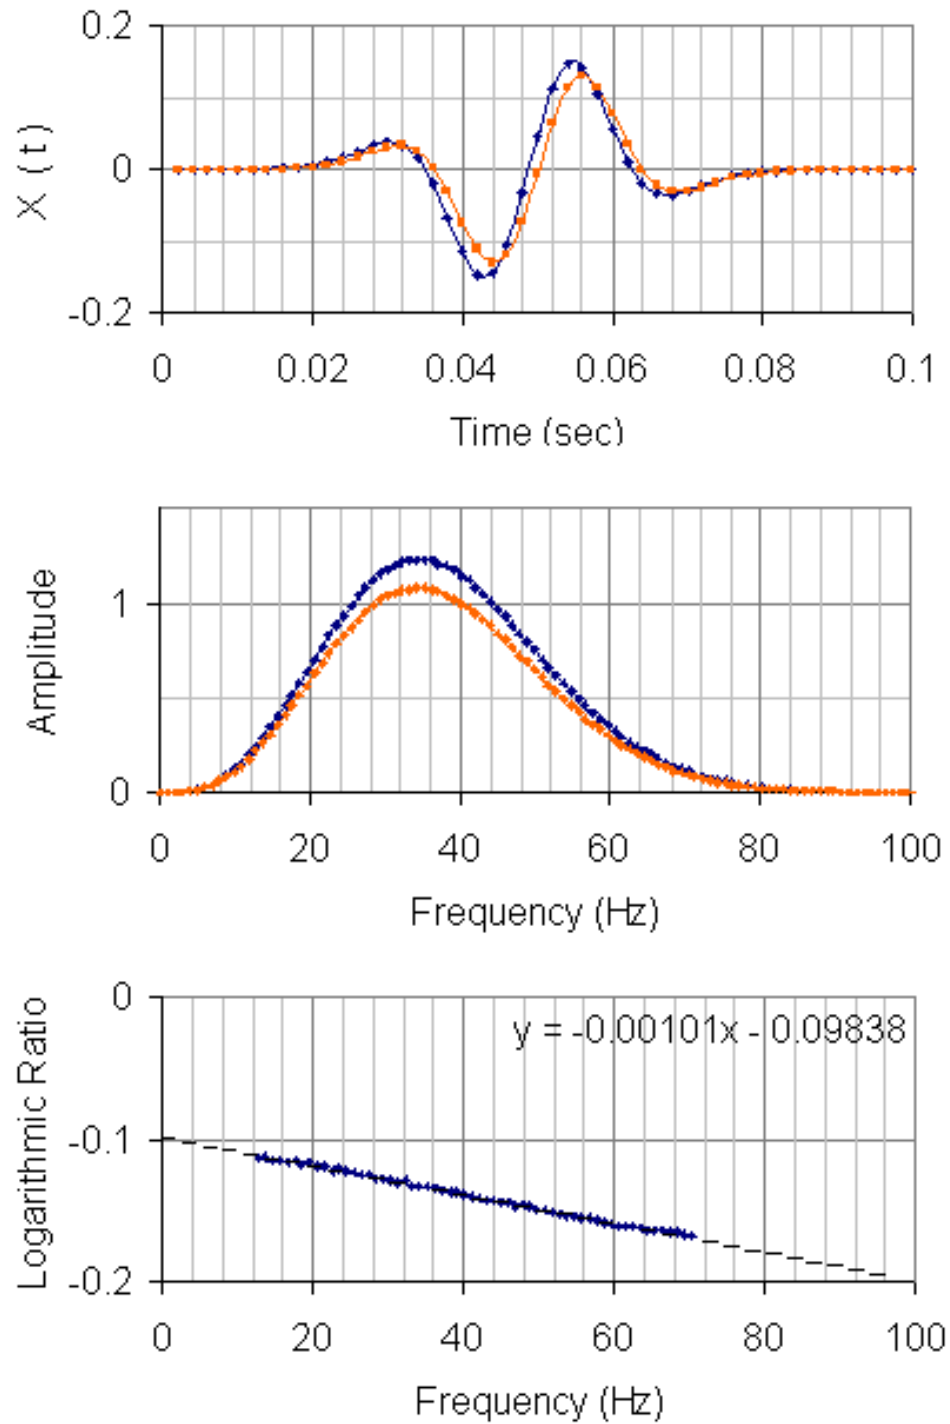 0.2
0
-0.2
X (t)
0 0.02 0.04 0.06 0.08 0.1
Time (sec)
1
0
Amplitude
0 20 40 60 80 100
Frequency (Hz)
0
-0.1
-0.2
Logarithmic Ratio
y = -0.00101x - 0.09838
0 20 40 60 80 100
Frequency (Hz)